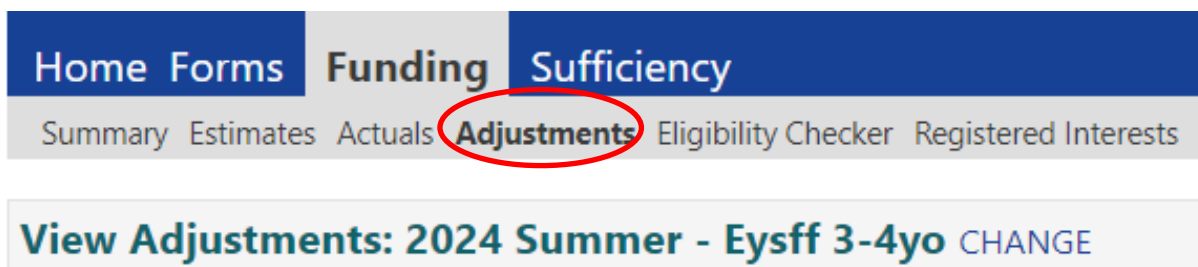 Home Forms Funding Sufficiency
Summary Estimates Actuals Adjustments Eligibility Checker Registered Interests
View Adjustments: 2024 Summer - Eysff 3-4yo CHANGE